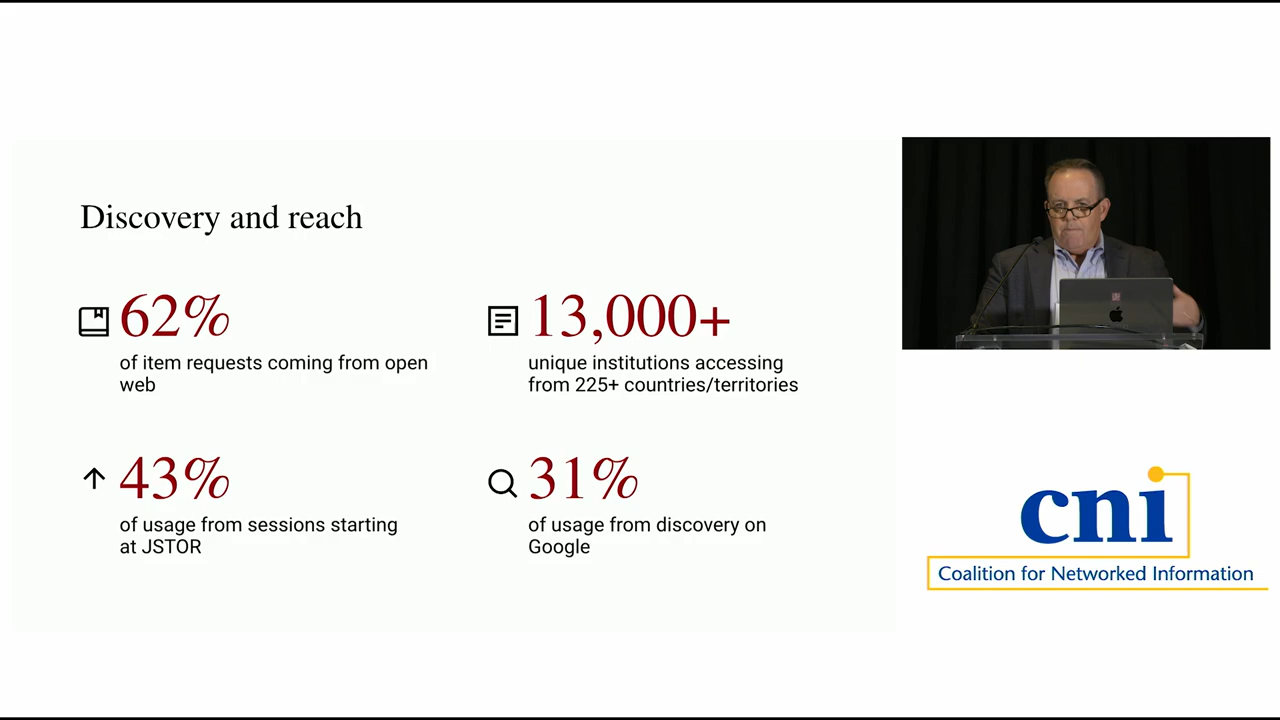 Discovery and reach
62%
of item requests coming from open
web
13,000+
unique institutions accessing
from 225+ countries/territories
43%
of usage from sessions starting
at JSTOR
31%
of usage from discovery on
Google
cni
Coalition for Networked Information